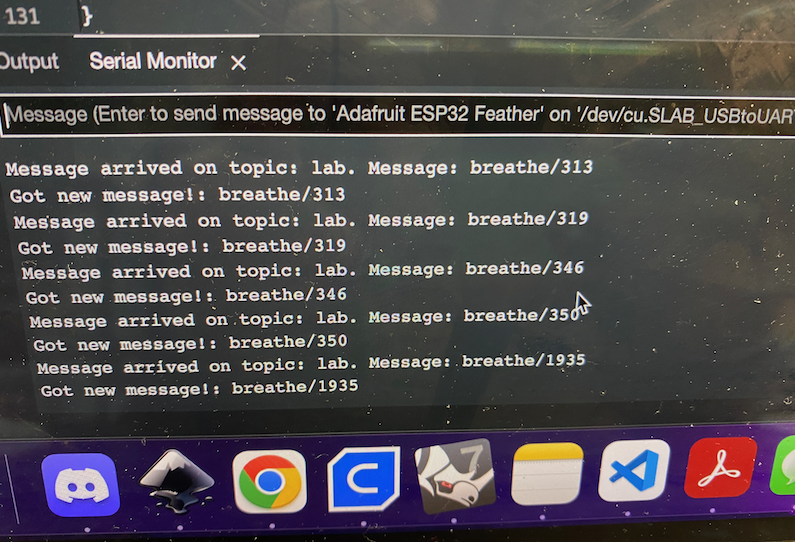 131 }
Output Serial Monitor ×
Message (Enter to send message to 'Adafruit ESP32 Feather' on '/dev/cu.SLAB_USBtoUAR
Message arrived on topic: lab. Message: breathe/313
Got new message!: breathe/313
Message arrived on topic: lab. Message: breathe/319
Got new message!: breathe/319
Message arrived on topic: lab. Message: breathe/346
Got new message!: breathe/346
Message arrived on topic: lab. Message: breathe/350
Got new message!: breathe/350
Message arrived on topic: lab. Message: breathe/1935
Got new message!: breathe/1935
C
7